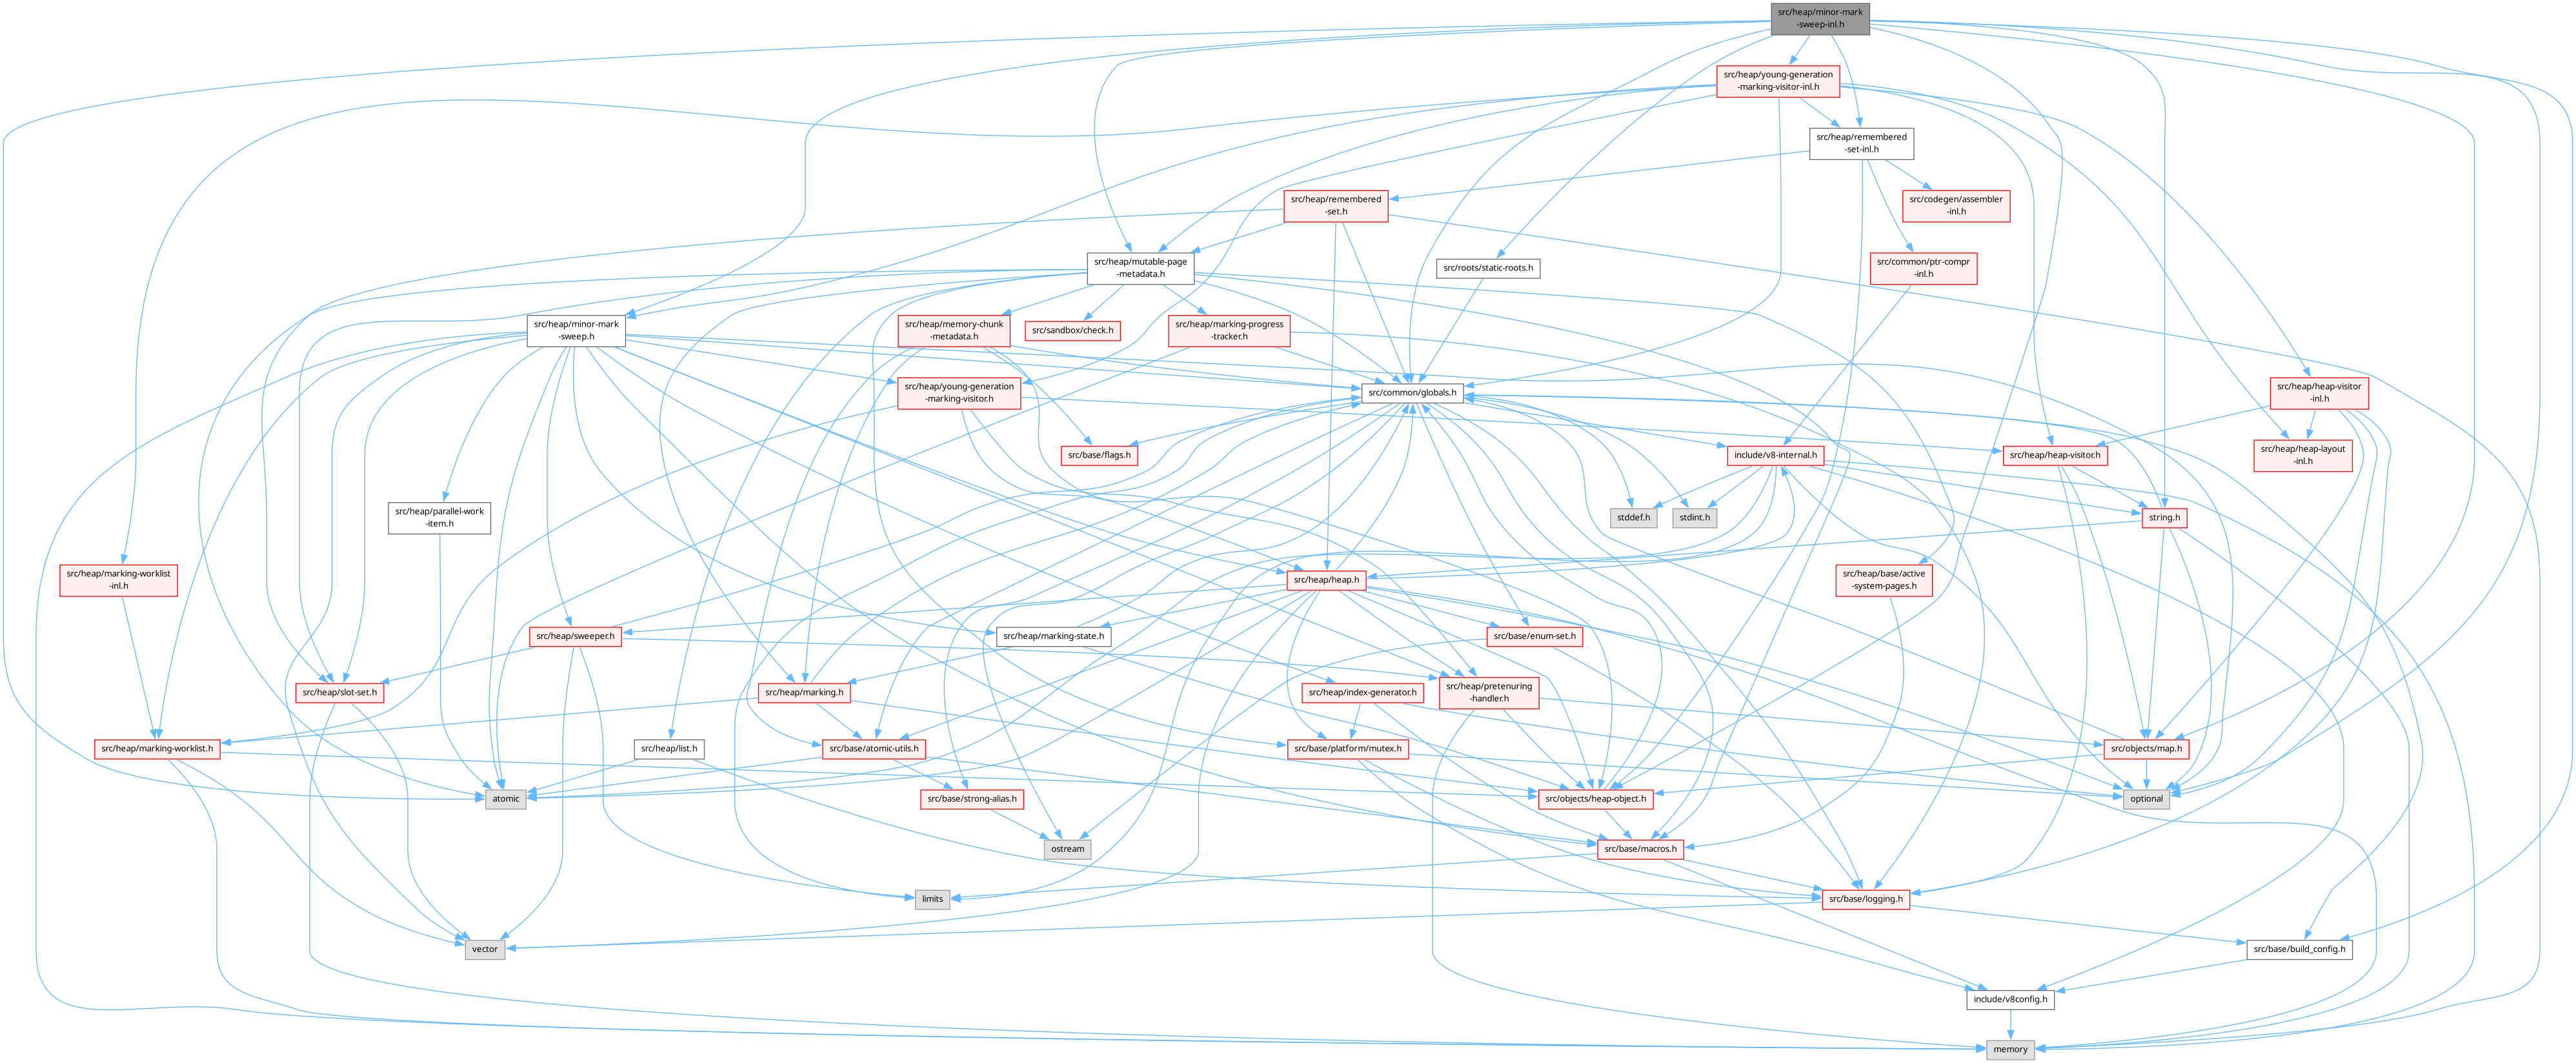 src/heap/minor-mark
-sweep-inl.h
src/heap/young-generation
-marking-visitor-inl.h
src/heap/remembered
-set-inl.h
src/heap/remembered
-set.h
src/codegen/assembler
-inl.h
src/heap/mutable-page
-metadata.h
src/roots/static-roots.h
src/common/ptr-compr
-inl.h
src/heap/minor-mark
-sweep.h
src/heap/memory-chunk
-metadata.h
src/sandbox/check.h
src/heap/marking-progress
-tracker.h
src/heap/young-generation
-marking-visitor.h
src/common/globals.h
src/heap/heap-visitor
-inl.h
src/base/flags.h
include/v8-internal.h
src/heap/heap-visitor.h
src/heap/heap-layout
-inl.h
src/heap/parallel-work
-item.h
stddef.h
stdint.h
string.h
src/heap/marking-worklist
-inl.h
src/heap/heap.h
src/heap/base/active
-system-pages.h
src/heap/sweeper.h
src/heap/marking-state.h
src/base/enum-set.h
src/heap/slot-set.h
src/heap/marking.h
src/heap/index-generator.h
src/heap/pretenuring
-handler.h
src/heap/marking-worklist.h
src/heap/list.h
src/base/atomic-utils.h
src/base/platform/mutex.h
src/objects/map.h
atomic
src/base/strong-alias.h
src/objects/heap-object.h
optional
ostream
src/base/macros.h
limits
src/base/logging.h
vector
src/base/build_config.h
include/v8config.h
memory